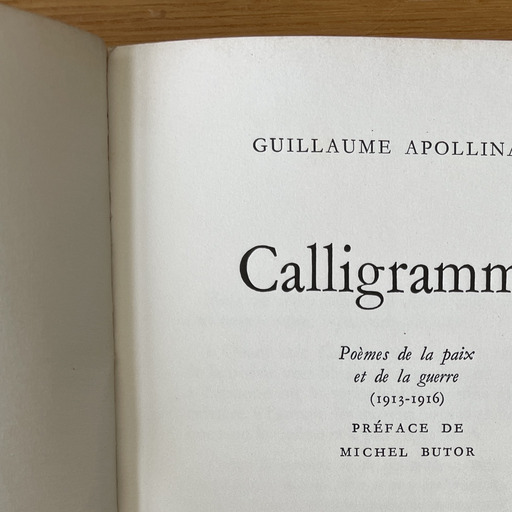 GUILLAUME APOLLINA
Calligramm
Poèmes de la paix
et de la guerre
(1913-1916)
PRÉFACE DE
MICHEL BUTOR